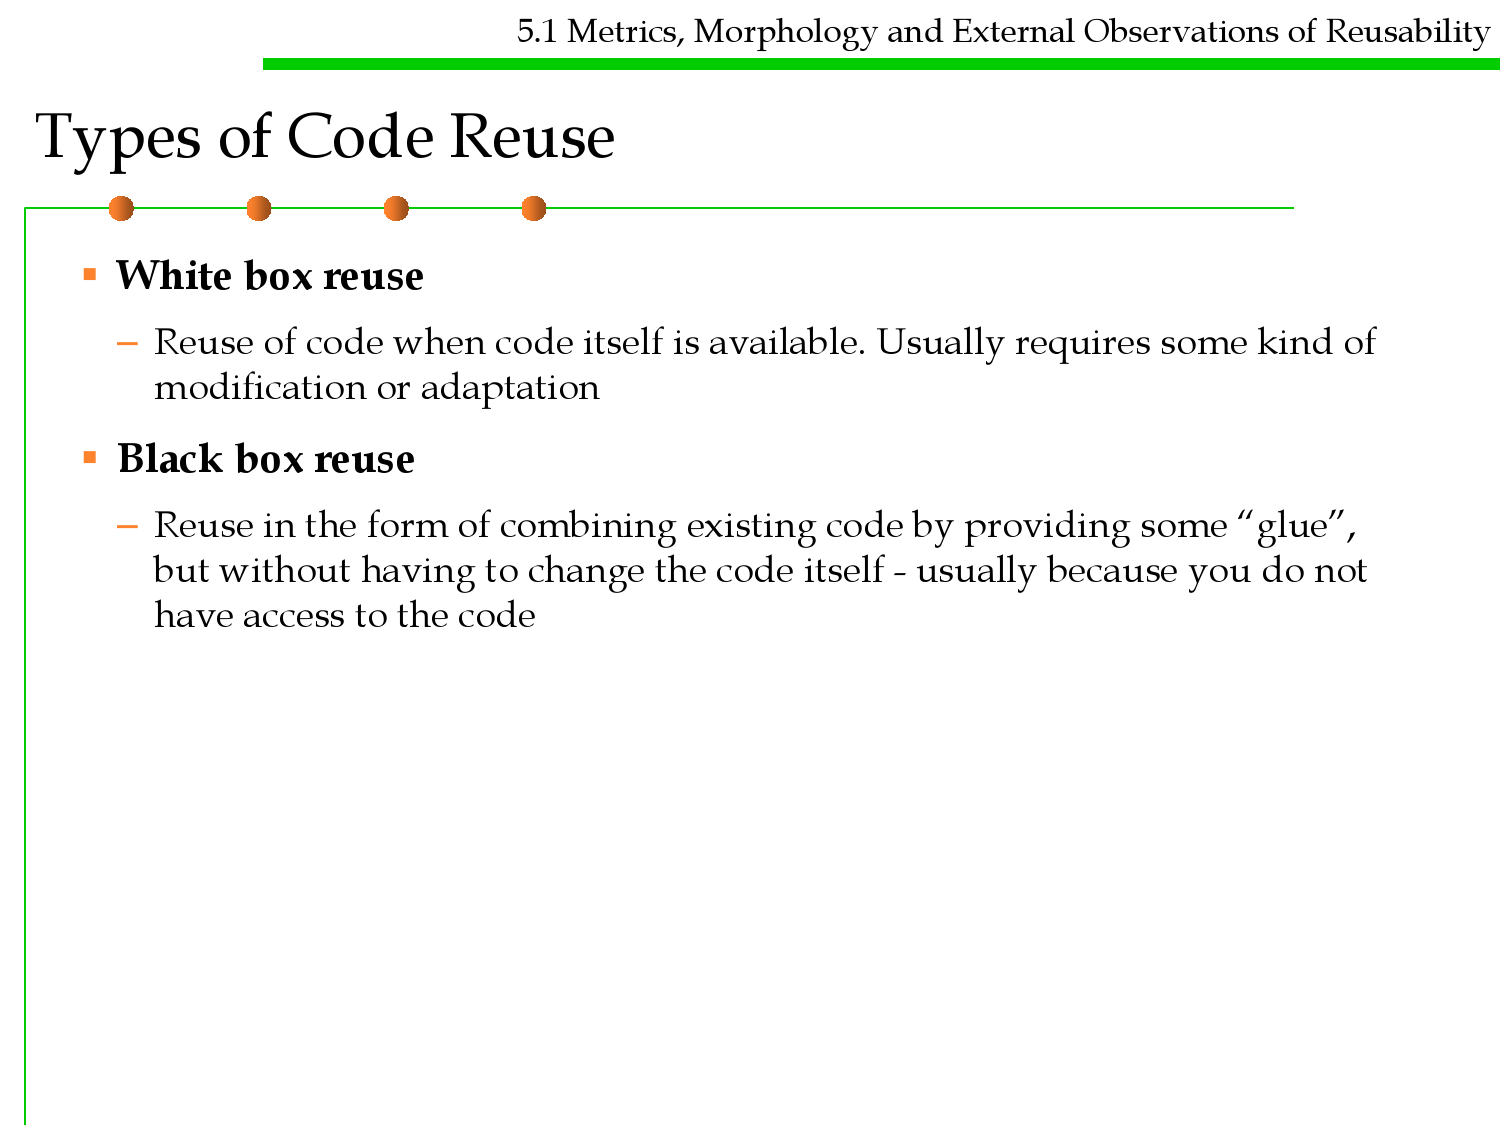 5.1 Metrics, Morphology and External Observations of Reusability
Types of Code Reuse
White box reuse
– Reuse of code when code itself is available. Usually requires some kind of
modification or adaptation
Black box reuse
– Reuse in the form of combining existing code by providing some “glue”,
but without having to change the code itself - usually because you do not
have access to the code